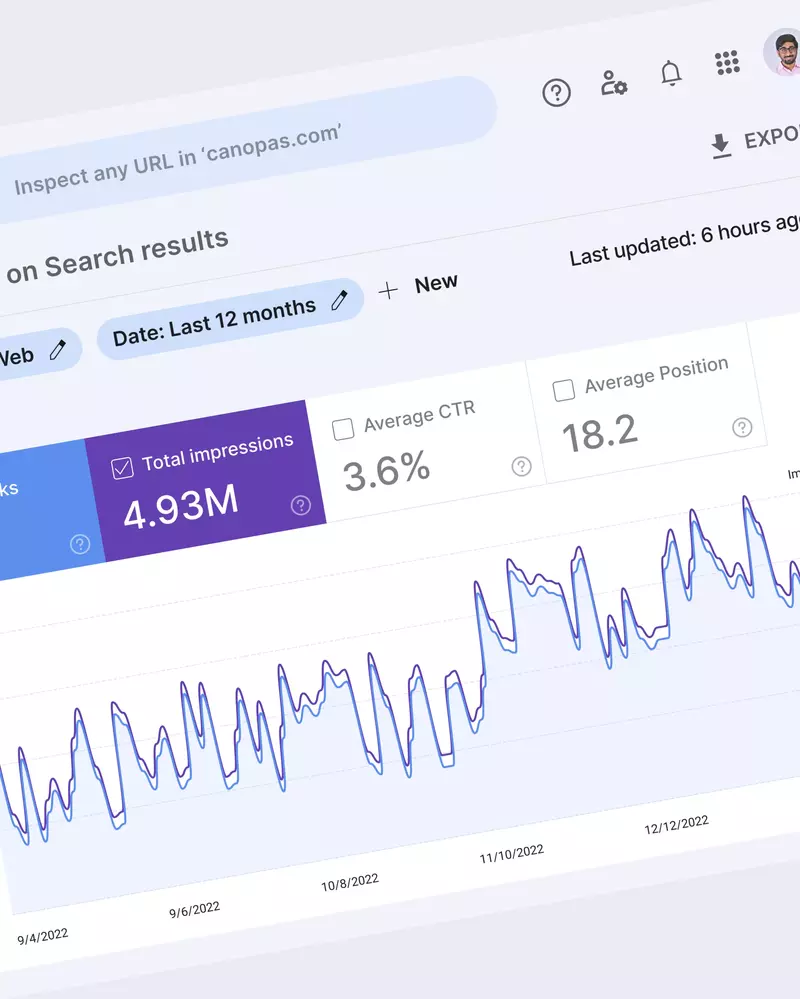 Inspect any URL in ‘canopas.com’
EXPO
on Search results
Last updated: 6 hours ag
Web
Date: Last 12 months
+ New
ks
Total impressions
4.93M
Average CTR
3.6%
Average Position
18.2
Im
9/4/2022
9/6/2022
10/8/2022
11/10/2022
12/12/2022